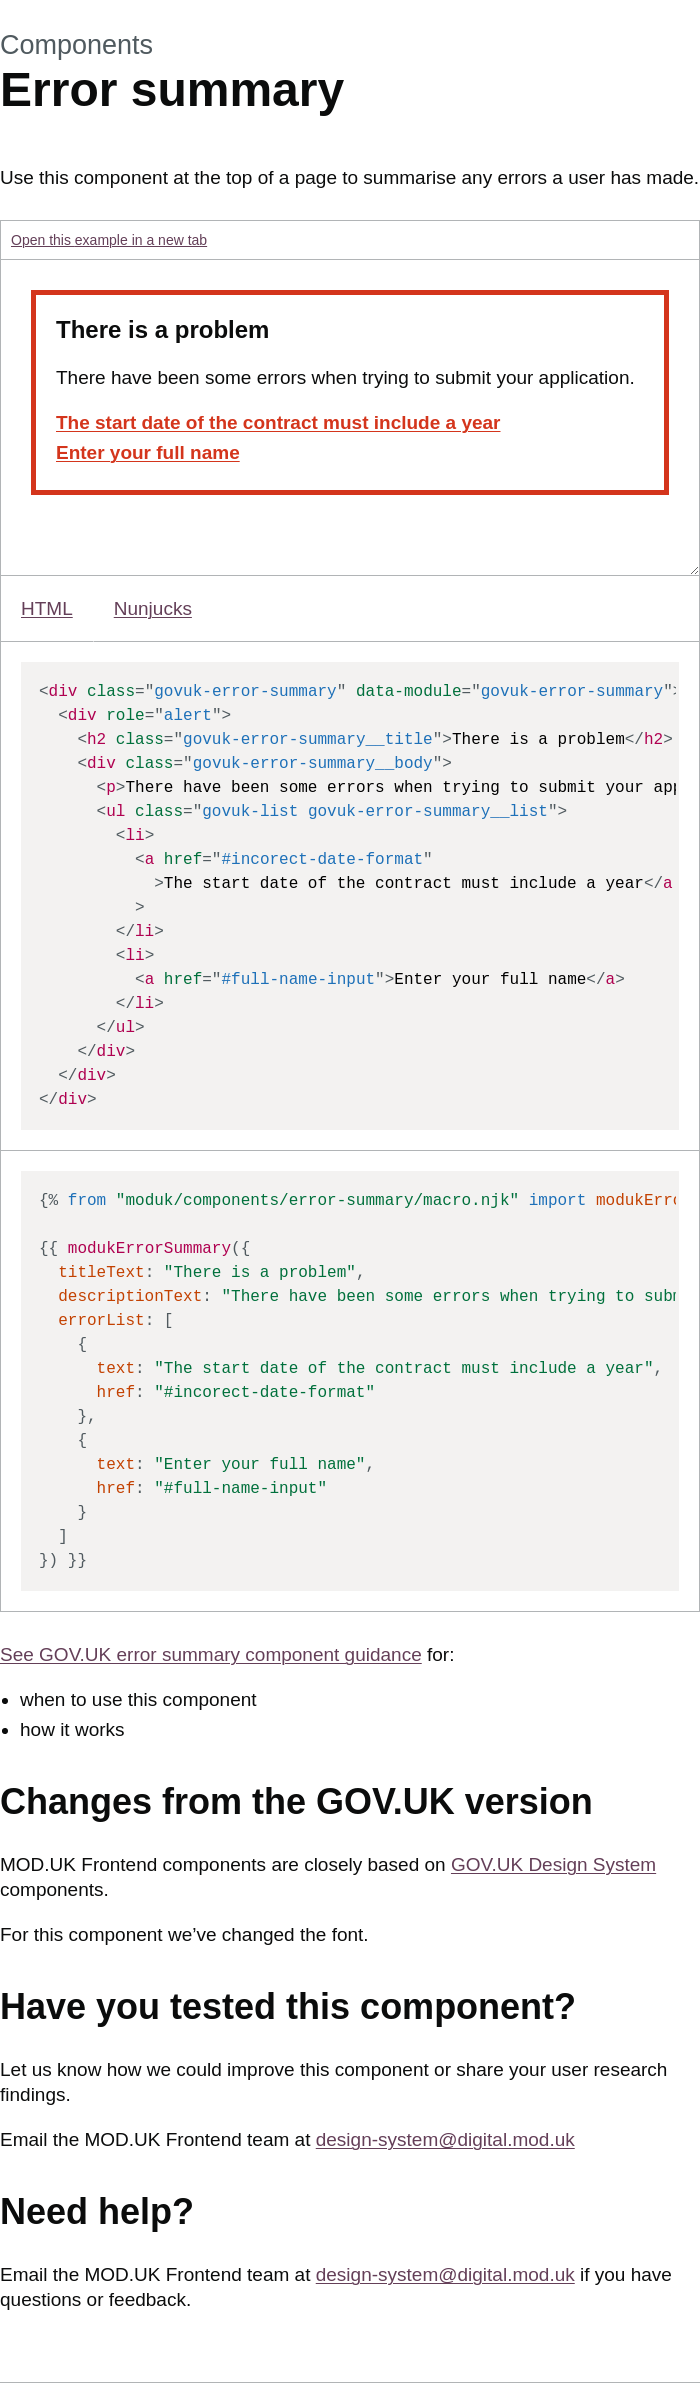 Components
Error summary
Use this component at the top of a page to summarise any errors a user has made.
Open this example in a new tab
There is a problem
There have been some errors when trying to submit your application.
The start date of the contract must include a year
Enter your full name
HTML Nunjucks
<div class="govuk-error-summary" data-module="govuk-error-summary">
  <div role="alert">
    <h2 class="govuk-error-summary__title">There is a problem</h2>
    <div class="govuk-error-summary__body">
      <p>There have been some errors when trying to submit your app
      <ul class="govuk-list govuk-error-summary__list">
        <li>
          <a href="#incorect-date-format"
            >The start date of the contract must include a year</a
          >
        </li>
        <li>
          <a href="#full-name-input">Enter your full name</a>
        </li>
      </ul>
    </div>
  </div>
</div>
{% from "moduk/components/error-summary/macro.njk" import modukErro
{{ modukErrorSummary({
  titleText: "There is a problem",
  descriptionText: "There have been some errors when trying to subm
  errorList: [
    {
      text: "The start date of the contract must include a year",
      href: "#incorect-date-format"
    },
    {
      text: "Enter your full name",
      href: "#full-name-input"
    }
  ]
}) }}
See GOV.UK error summary component guidance for:
• when to use this component
• how it works
Changes from the GOV.UK version
MOD.UK Frontend components are closely based on GOV.UK Design System
components.
For this component we’ve changed the font.
Have you tested this component?
Let us know how we could improve this component or share your user research
findings.
Email the MOD.UK Frontend team at design-system@digital.mod.uk
Need help?
Email the MOD.UK Frontend team at design-system@digital.mod.uk if you have
questions or feedback.